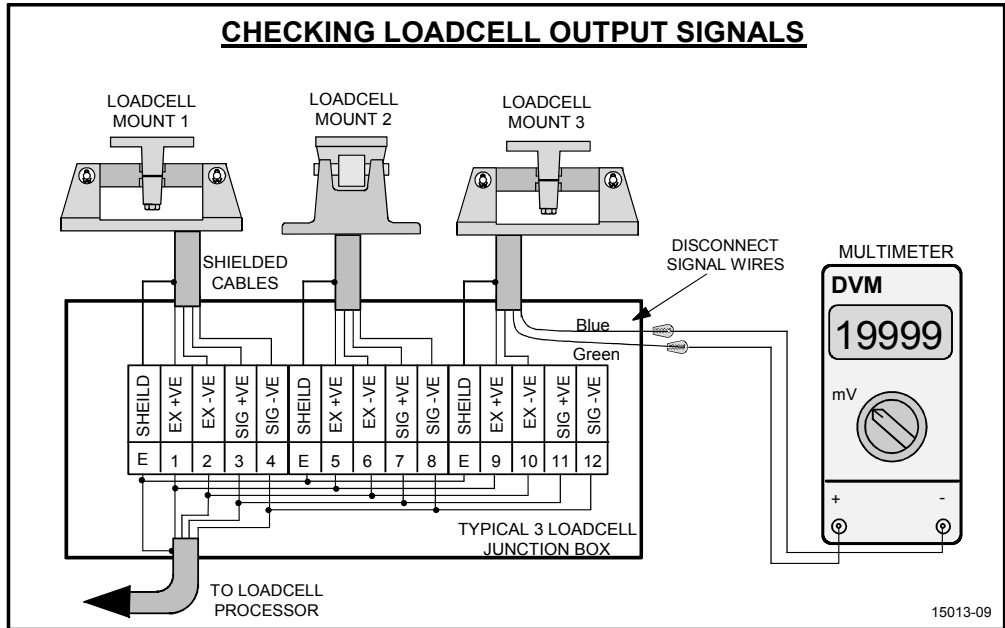 CHECKING LOADCELL OUTPUT SIGNALS
LOADCELL
MOUNT 1
LOADCELL
MOUNT 2
LOADCELL
MOUNT 3
SHIELDED
CABLES
DISCONNECT
SIGNAL WIRES
MULTIMETER
DVM
19999
mV
+ -
Blue
Green
SHEILD EX +VE EX -VE SIG +VE SIG -VE SHEILD EX +VE EX -VE SIG +VE SIG -VE SHEILD EX +VE EX -VE SIG +VE SIG -VE
E 1 2 3 4 E 5 6 7 8 E 9 10 11 12
TYPICAL 3 LOADCELL
JUNCTION BOX
TO LOADCELL
PROCESSOR
15013-09